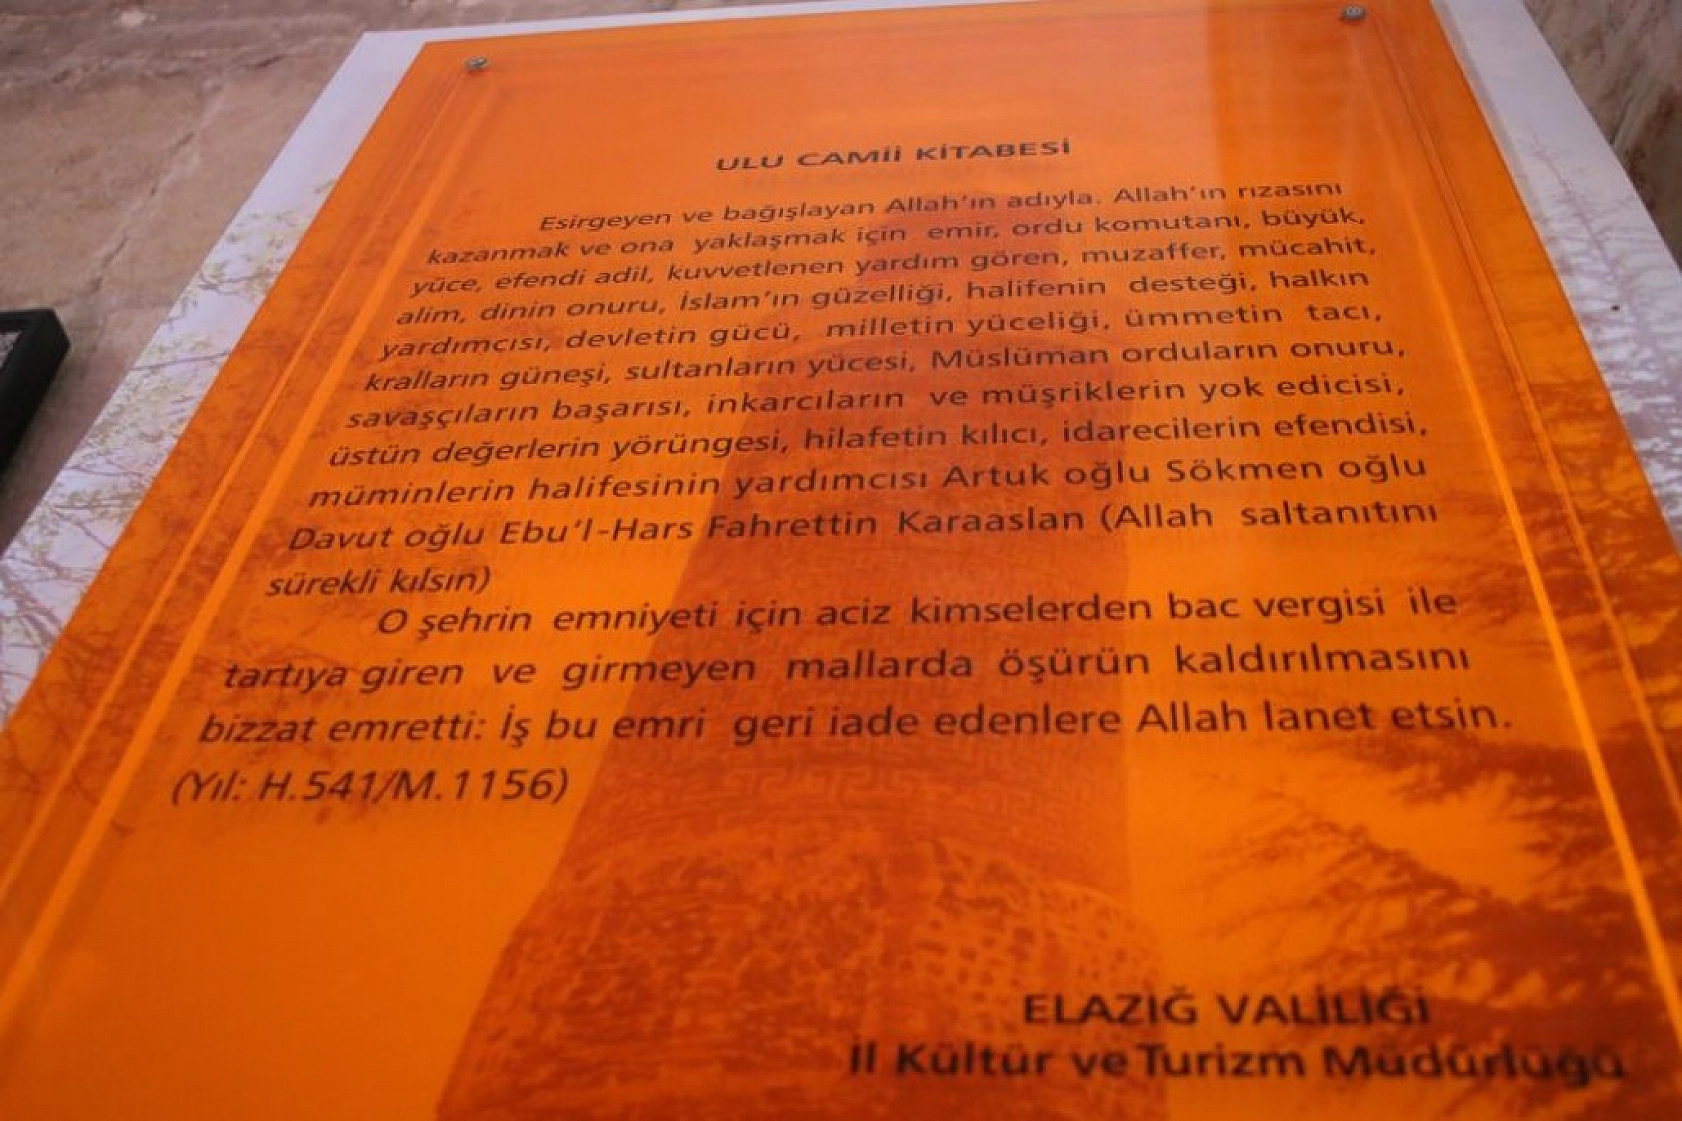 ULU CAMİİ KİTABESİ
Esirgeyen ve bağışlayan Allah'ın adıyla. Allah'ın rızasını
kazanmak ve ona yaklaşmak için emir, ordu komutanı, büyük,
yüce, efendi adil, kuvvetlenen yardım gören, muzaffer, mücahit,
alim, dinin onuru, İslam'ın güzelliği, halifenin desteği, halkın
yardımcısı, devletin gücü, milletin yüceliği, ümmetin tacı,
kralların güneşi, sultanların yücesi, Müslüman orduların onuru,
savaşçıların başarısı, inkarcıların ve müşriklerin yok edicisi,
üstün değerlerin yörüngesi, hilafetin kılıcı, idarecilerin efendisi,
müminlerin halifesinin yardımcısı Artuk oğlu Sökmen oğlu
Davut oğlu Ebu'l-Hars Fahrettin Karaaslan (Allah saltanıtını
sürekli kılsın)
O şehrin emniyeti için aciz kimselerden bac vergisi ile
tartıya giren ve girmeyen mallarda öşürün kaldırılmasını
bizzat emretti: İş bu emri geri iade edenlere Allah lanet etsin.
(Yıl: H.541/M.1156)
ELAZIĞ VALİLİĞİ
İl Kültür ve Turizm Müdürlüğü